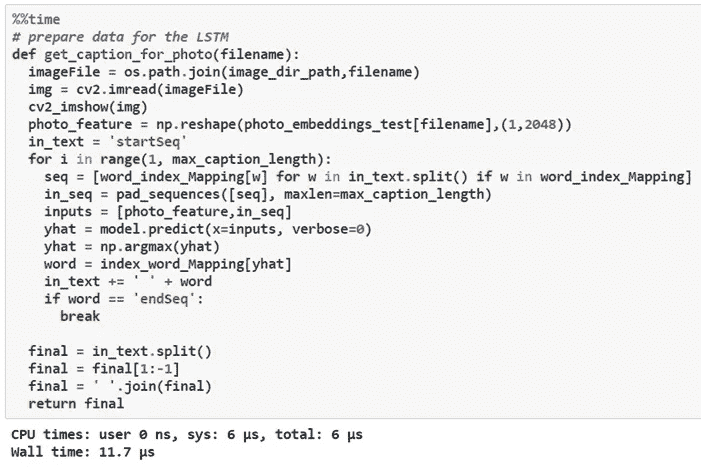 %%time
# prepare data for the LSTM
def get_caption_for_photo(filename):
  imageFile = os.path.join(image_dir_path,filename)
  img = cv2.imread(imageFile)
  cv2_imshow(img)
  photo_feature = np.reshape(photo_embeddings_test[filename],(1,2048))
  in_text = 'startSeq'
  for i in range(1, max_caption_length):
    seq = [word_index_Mapping[w] for w in in_text.split() if w in word_index_Mapping]
    in_seq = pad_sequences([seq], maxlen=max_caption_length)
    inputs = [photo_feature,in_seq]
    yhat = model.predict(x=inputs, verbose=0)
    yhat = np.argmax(yhat)
    word = index_word_Mapping[yhat]
    in_text += ' ' + word
    if word == 'endSeq':
      break
  final = in_text.split()
  final = final[1:-1]
  final = ' '.join(final)
  return final
CPU times: user 0 ns, sys: 6 µs, total: 6 µs
Wall time: 11.7 µs